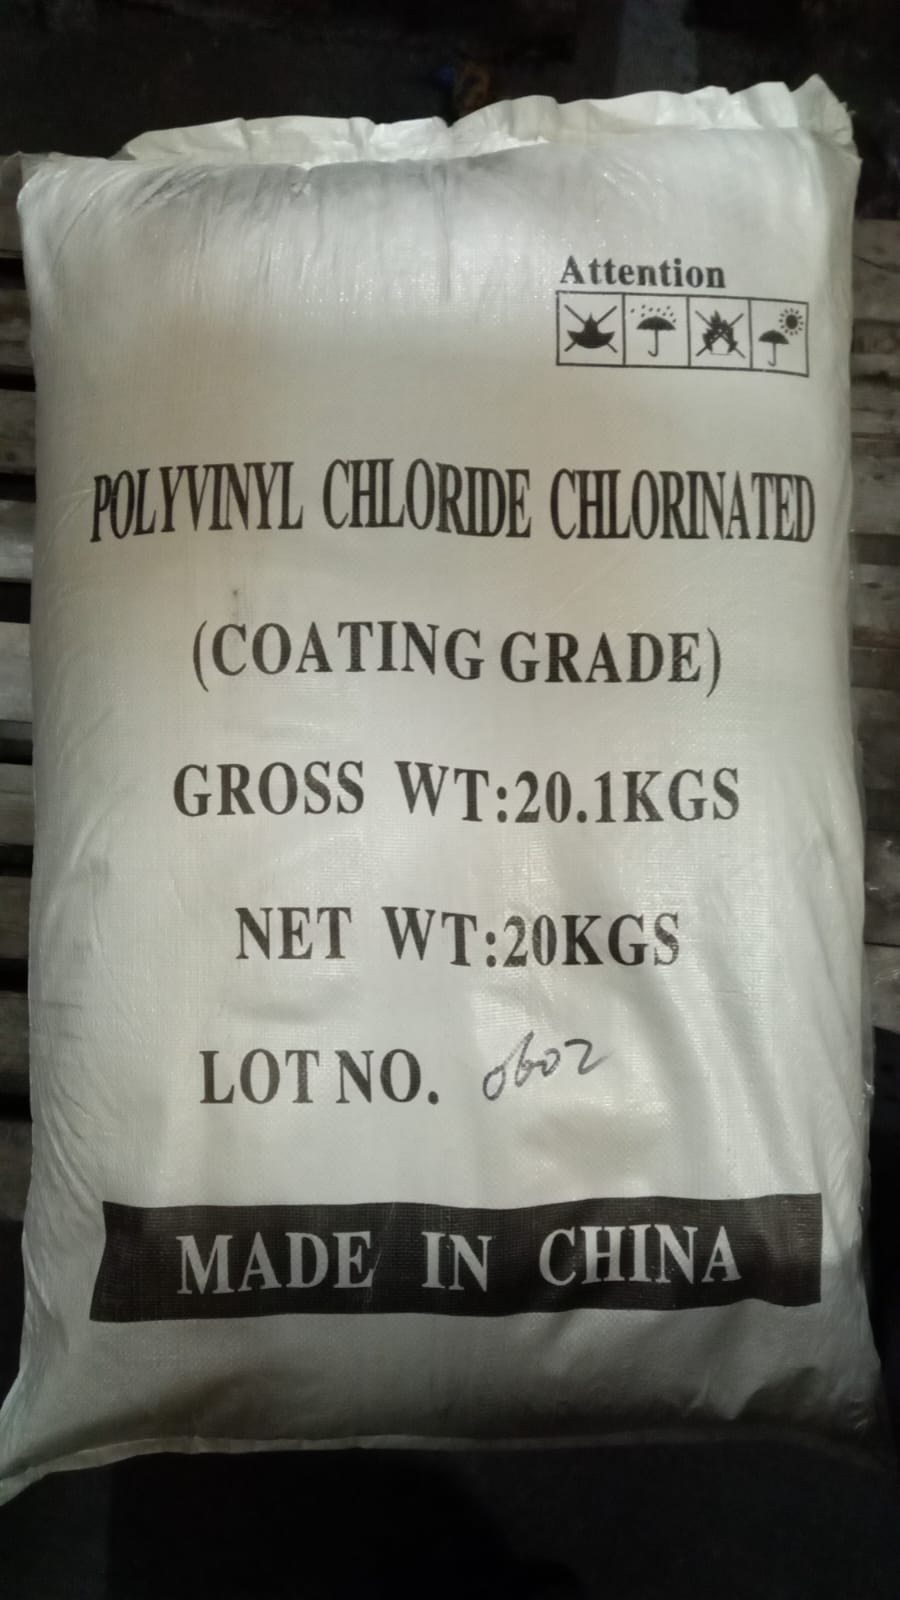 Attention
POLYVINYL CHLORIDE CHLORINATED
(COATING GRADE)
GROSS WT:20.1KGS
NET WT:20KGS
LOT NO. 0602
MADE IN CHINA